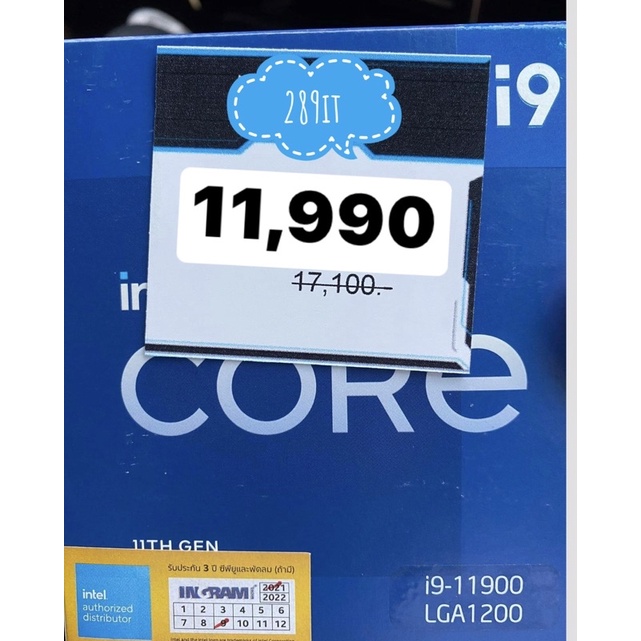 i9
289IT
11,990
17,100.-
in
CORE
11TH GEN
รับประกัน 3 ปี ซีพียูและพัดลม (ถ้ามี)
intel
authorized
distributor
INGRAM
2021
2022
1 2 3 4 5 6
7 8 9 10 11 12
i9-11900
LGA1200